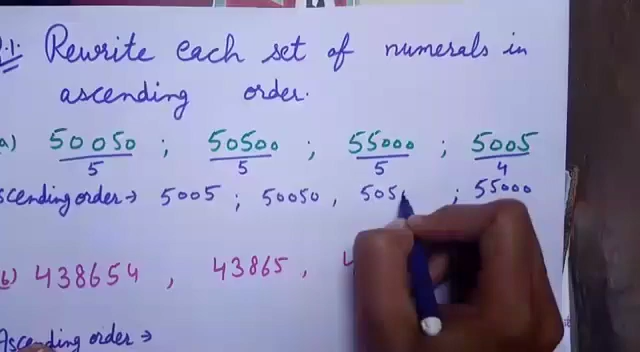 Q.1. Rewrite each set of numerals in
ascending order.
a) 50050 ; 50500 ; 55000 ; 5005
5 5 5 4
Ascending order → 5005 ; 50050 , 505 ; 55000
b) 438654 , 43865 , 4
Ascending order →